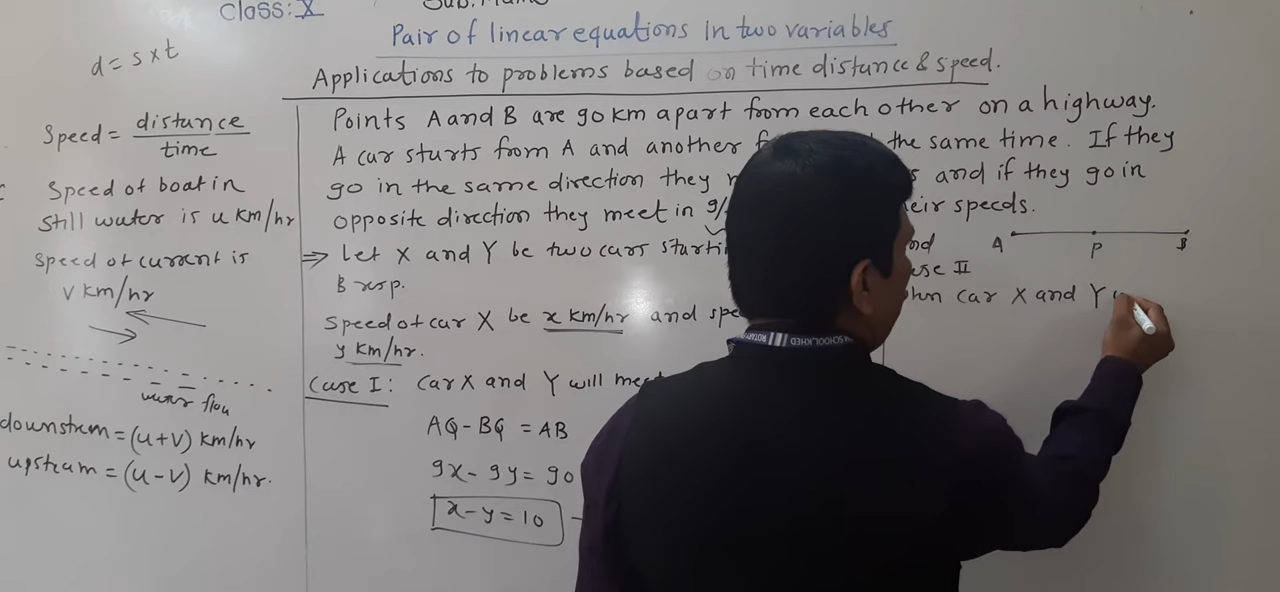 Class: X
Pair of linear equations in two variables
Applications to problems based on time distance & speed.
d = s × t
Speed = distance / time
Speed of boat in
still water is u km/hr
Speed of current is
v km/hr
water flow
downstrem = (u+v) km/hr
upstream = (u-v) km/hr.
Points A and B are 90 km apart from each other on a highway.
A car starts from A and another the same time. If they
go in the same direction they and if they go in
opposite direction they meet in 9/ their speeds.
⇒ Let X and Y be two cars
B resp.
Speed of car X be x km/hr and
y km/hr.
Case I: Car X and Y will
AQ - BQ = AB
9x - 9y = 90
x - y = 10
A P B
II
car X and Y
ROTARY SCHOOL, KHED